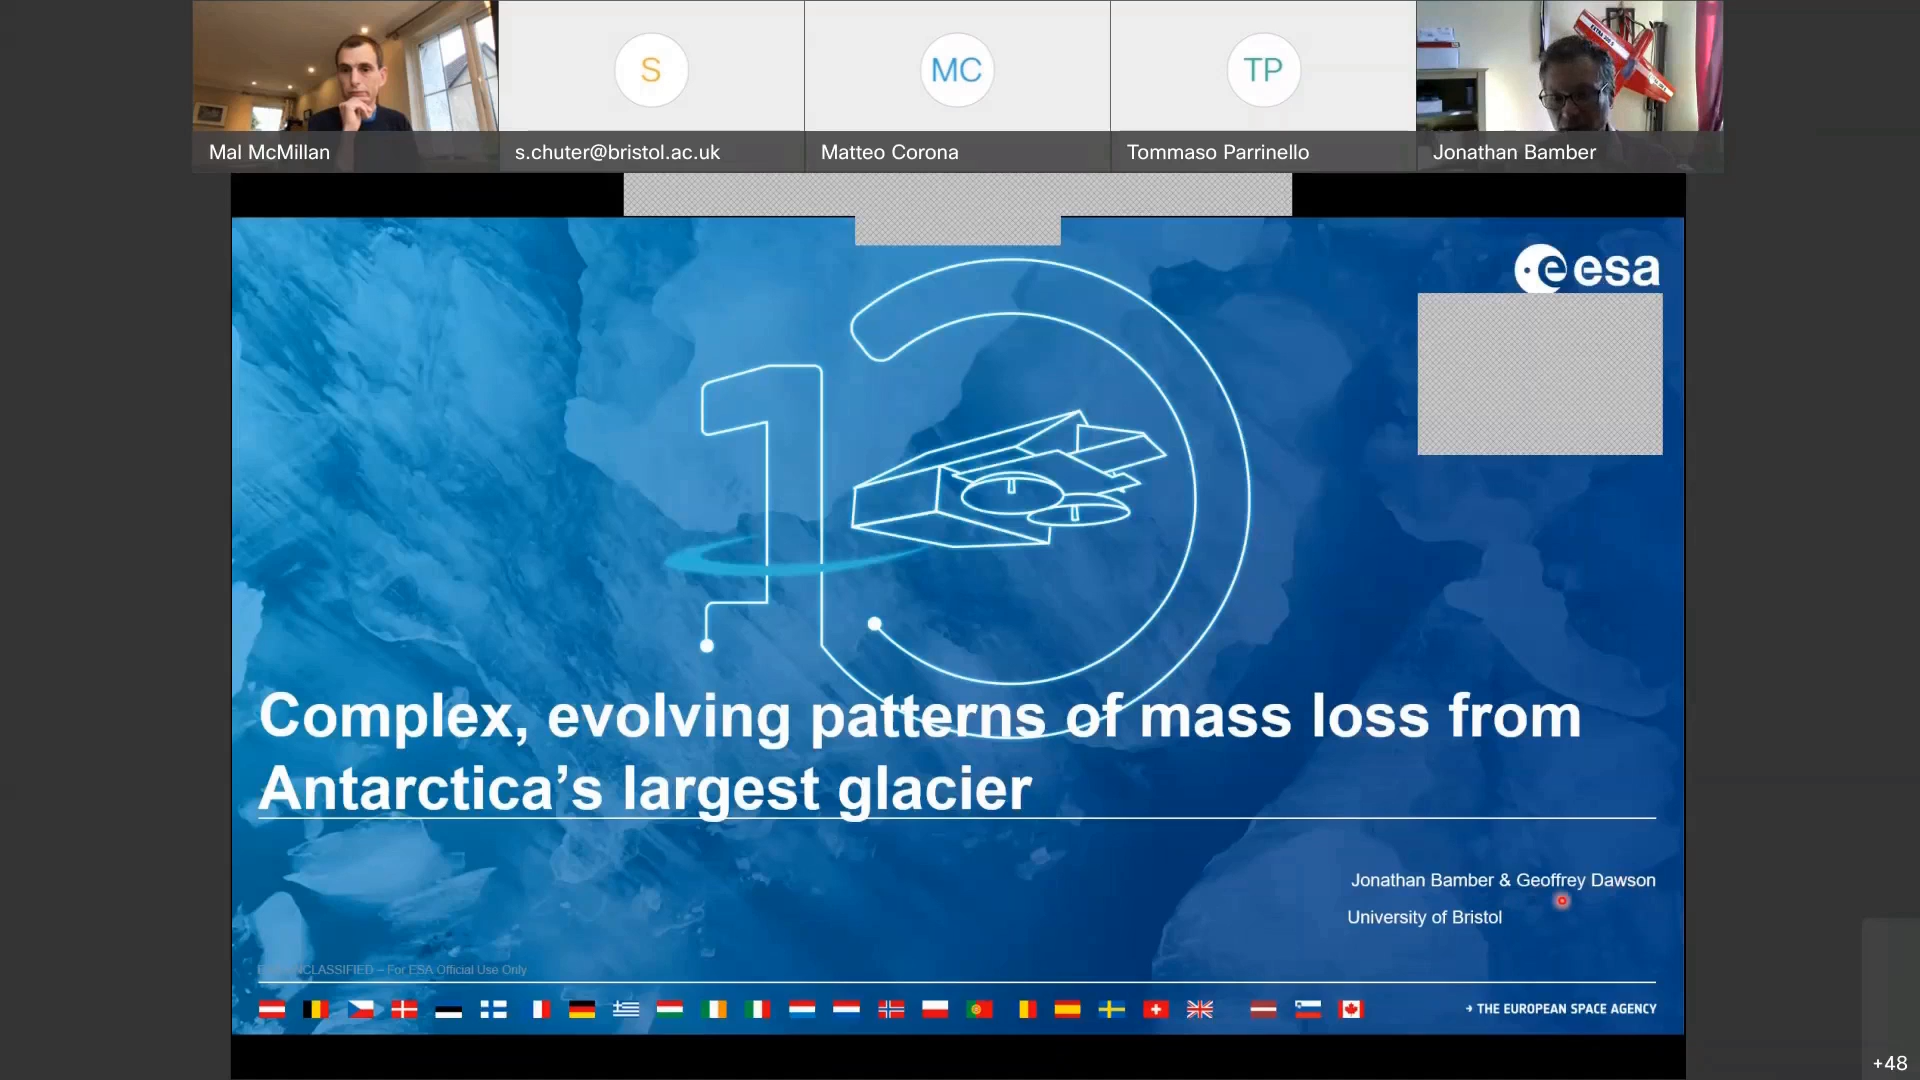 S
MC
TP
Mal McMillan
s.chuter@bristol.ac.uk
Matteo Corona
Tommaso Parrinello
Jonathan Bamber
esa
10
Complex, evolving patterns of mass loss from
Antarctica’s largest glacier
Jonathan Bamber & Geoffrey Dawson
University of Bristol
UNCLASSIFIED – For ESA Official Use Only
→ THE EUROPEAN SPACE AGENCY
+48